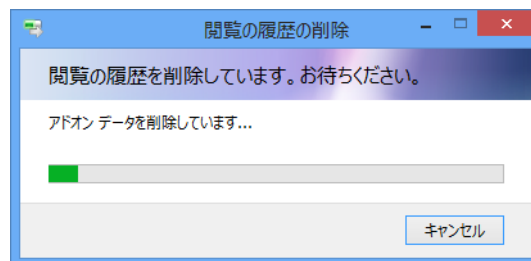 閲覧の履歴の削除
閲覧の履歴を削除しています。お待ちください。
アドオン データを削除しています...
キャンセル